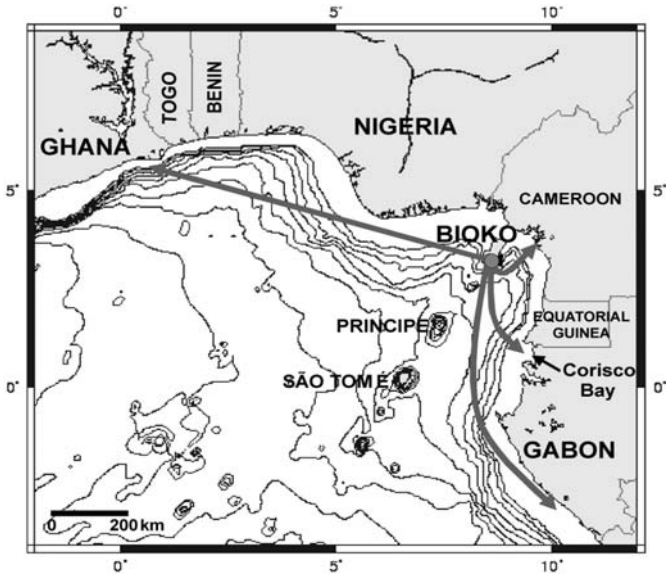 0°
5°
10°
TOGO
BENIN
NIGERIA
GHANA
5°
5°
CAMEROON
BIOKO
PRINCIPE
EQUATORIAL
GUINEA
SÃO TOM É
Corisco
Bay
0°
0°
GABON
0
200 km
0°
5°
10°